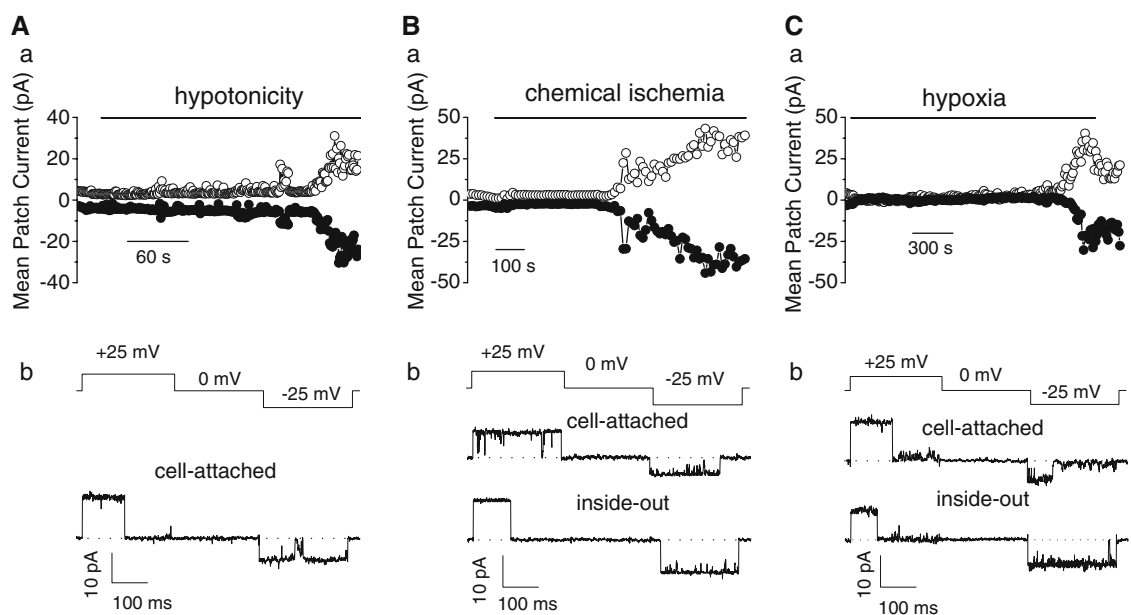 A
a
Mean Patch Current (pA)
hypotonicity
40
20
0
-20
-40
60 s
b
+25 mV
0 mV
-25 mV
cell-attached
10 pA
100 ms
B
a
Mean Patch Current (pA)
chemical ischemia
50
25
0
25
50
100 s
b
+25 mV
0 mV
-25 mV
cell-attached
inside-out
10 pA
100 ms
C
a
Mean Patch Current (pA)
hypoxia
50
25
0
25
50
300 s
b
+25 mV
0 mV
-25 mV
cell-attached
inside-out
10 pA
100 ms